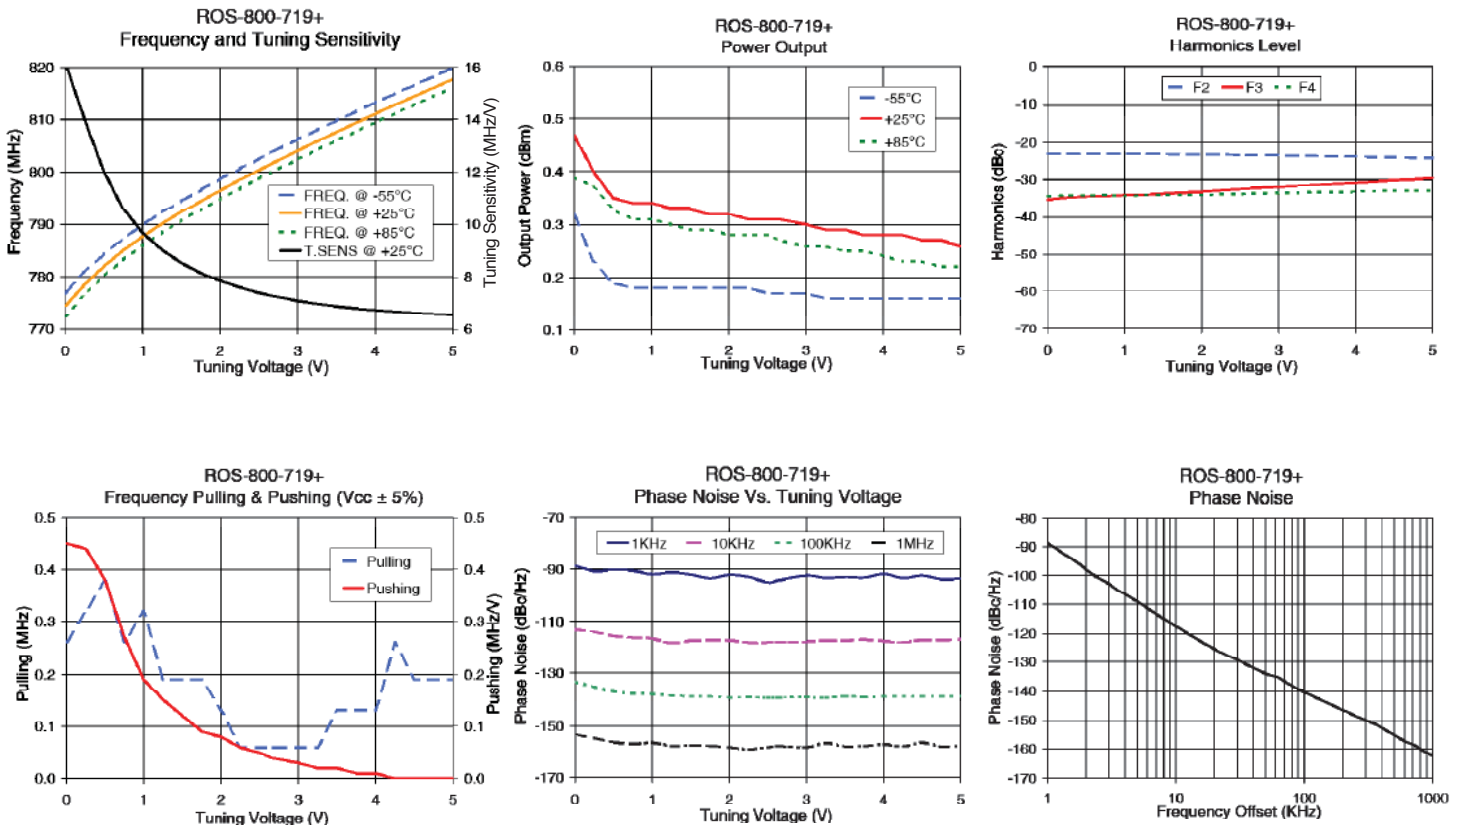 ROS-800-719+
Frequency and Tuning Sensitivity
820
810
800
790
780
770
16
14
12
10
8
6
Frequency (MHz)
Tuning Sensitivity (MHz/V)
FREQ. @ -55°C
FREQ. @ +25°C
FREQ. @ +85°C
T.SENS @ +25°C
0 1 2 3 4 5
Tuning Voltage (V)
ROS-800-719+
Power Output
0.6
0.5
0.4
0.3
0.2
0.1
Output Power (dBm)
-55°C
+25°C
+85°C
0 1 2 3 4 5
Tuning Voltage (V)
ROS-800-719+
Harmonics Level
0
-10
-20
-30
-40
-50
-60
-70
Harmonics (dBc)
F2 F3 F4
0 1 2 3 4 5
Tuning Voltage (V)
ROS-800-719+
Frequency Pulling & Pushing (Vcc ± 5%)
0.5
0.4
0.3
0.2
0.1
0.0
0.5
0.4
0.3
0.2
0.1
0.0
Pulling (MHz)
Pushing (MHz/V)
Pulling
Pushing
0 1 2 3 4 5
Tuning Voltage (V)
ROS-800-719+
Phase Noise Vs. Tuning Voltage
-70
-90
-110
-130
-150
-170
Phase Noise (dBc/Hz)
1KHz 10KHz 100KHz 1MHz
0 1 2 3 4 5
Tuning Voltage (V)
ROS-800-719+
Phase Noise
-80
-90
-100
-110
-120
-130
-140
-150
-160
-170
Phase Noise (dBc/Hz)
1 10 100 1000
Frequency Offset (KHz)